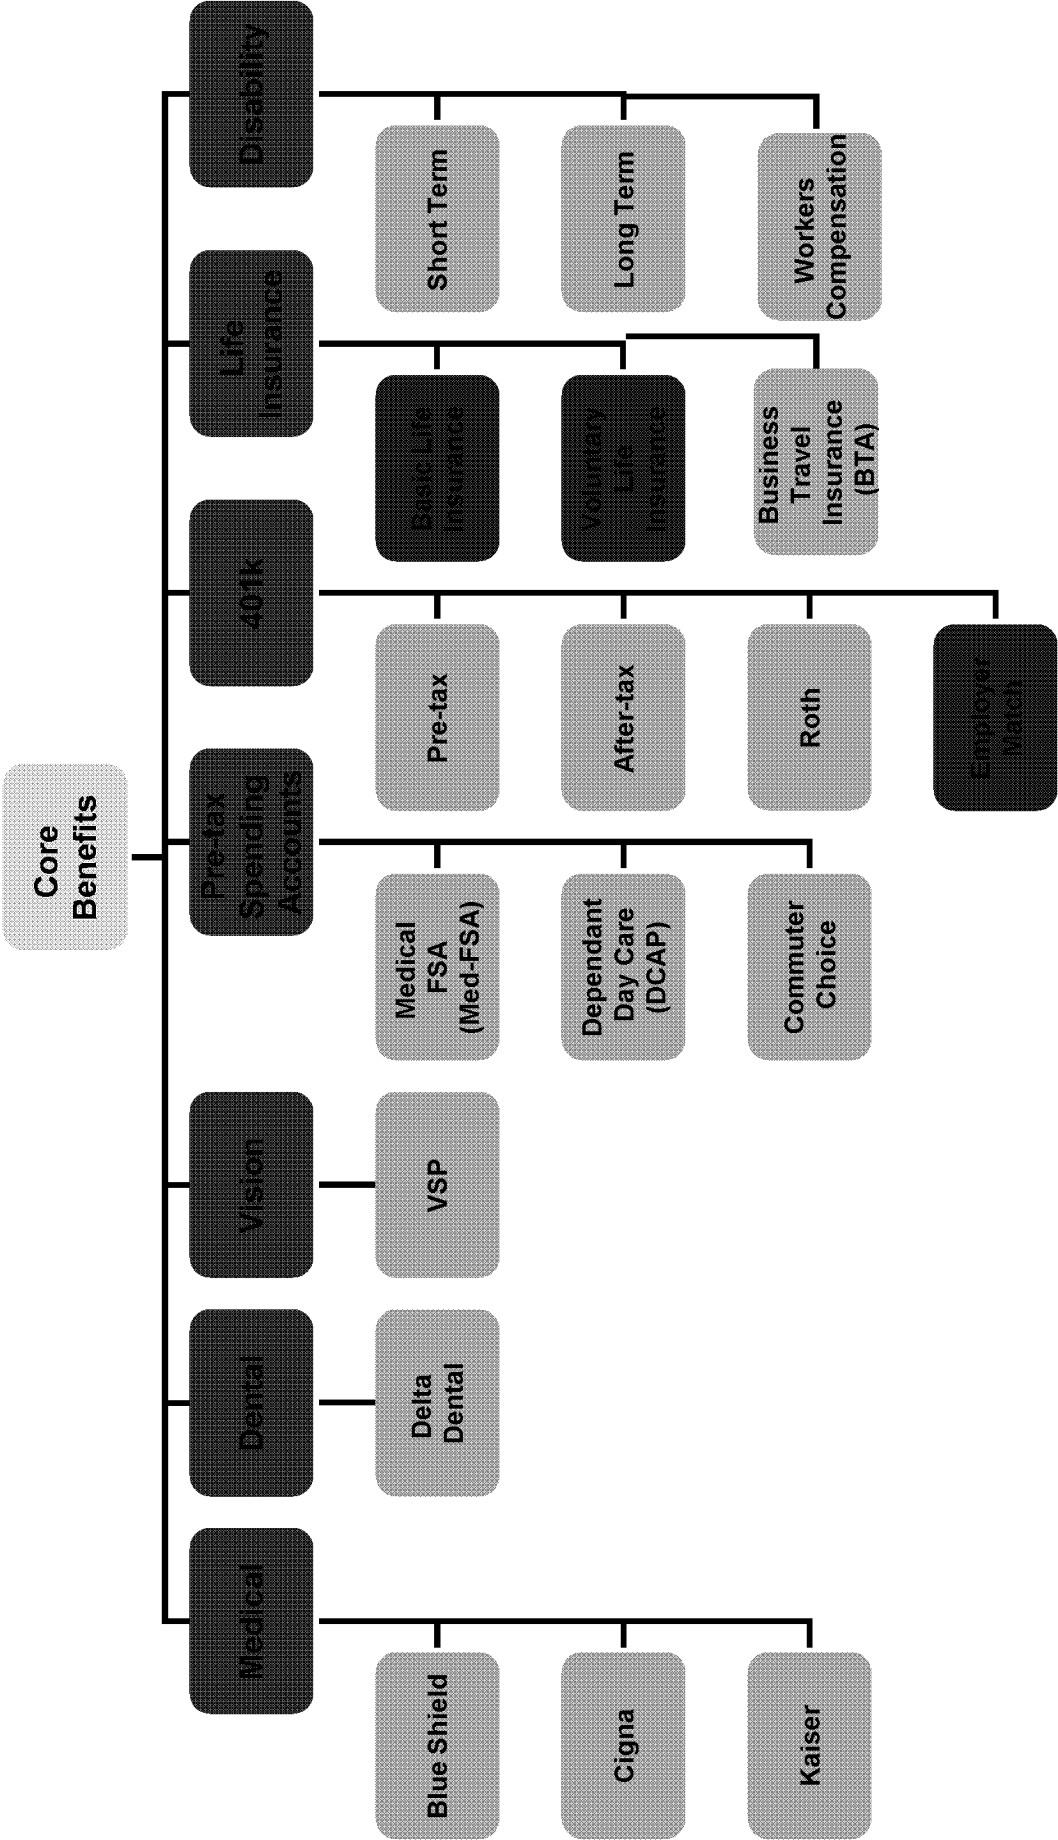 Core
Benefits
Medical
Blue Shield
Cigna
Kaiser
Dental
Delta
Dental
Vision
VSP
Pre-tax
Spending
Accounts
Medical
FSA
(Med-FSA)
Dependant
Day Care
(DCAP)
Commuter
Choice
401k
Pre-tax
After-tax
Roth
Employer
Match
Life
Insurance
Basic Life
Insurance
Voluntary
Life
Insurance
Business
Travel
Insurance
(BTA)
Disability
Short Term
Long Term
Workers
Compensation